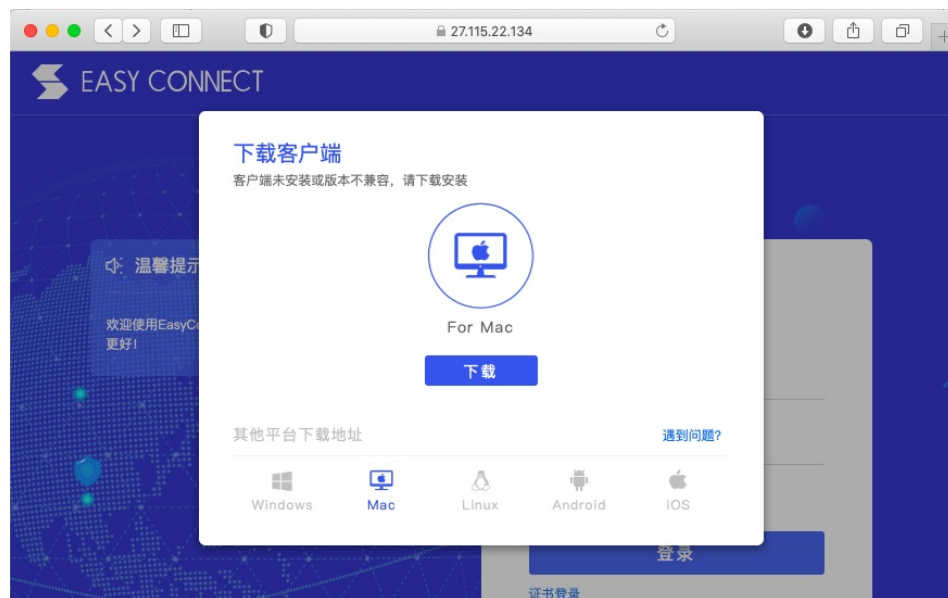 27.115.22.134
EASY CONNECT
下载客户端
客户端未安装或版本不兼容，请下载安装
温馨提示
欢迎使用EasyCo
更好！
For Mac
下载
其他平台下载地址
遇到问题?
Windows
Mac
Linux
Android
iOS
登录
证书登录